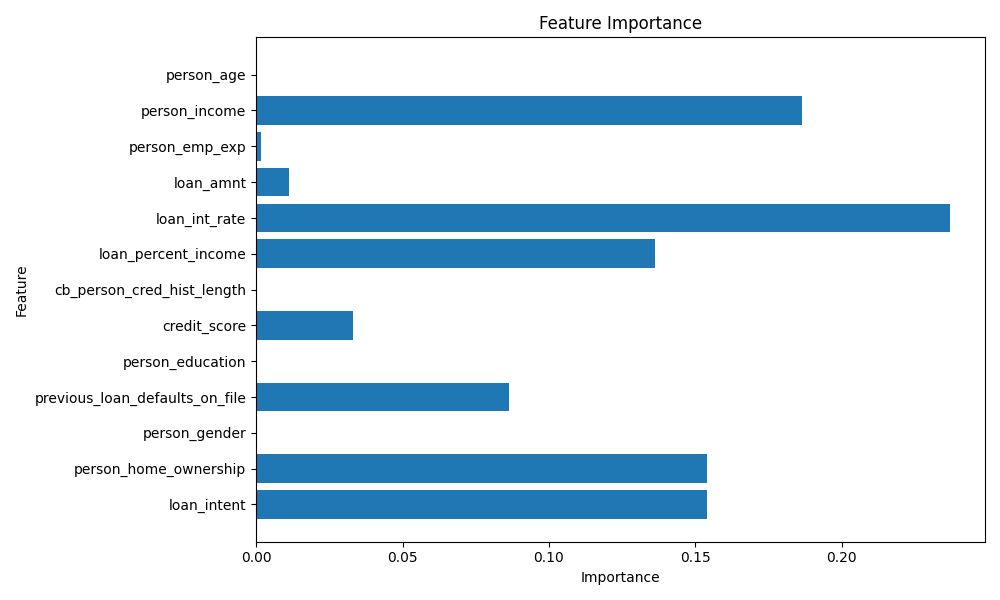 Feature Importance
person_age
person_income
person_emp_exp
loan_amnt
loan_int_rate
loan_percent_income
cb_person_cred_hist_length
credit_score
person_education
previous_loan_defaults_on_file
person_gender
person_home_ownership
loan_intent
Feature
0.00 0.05 0.10 0.15 0.20
Importance